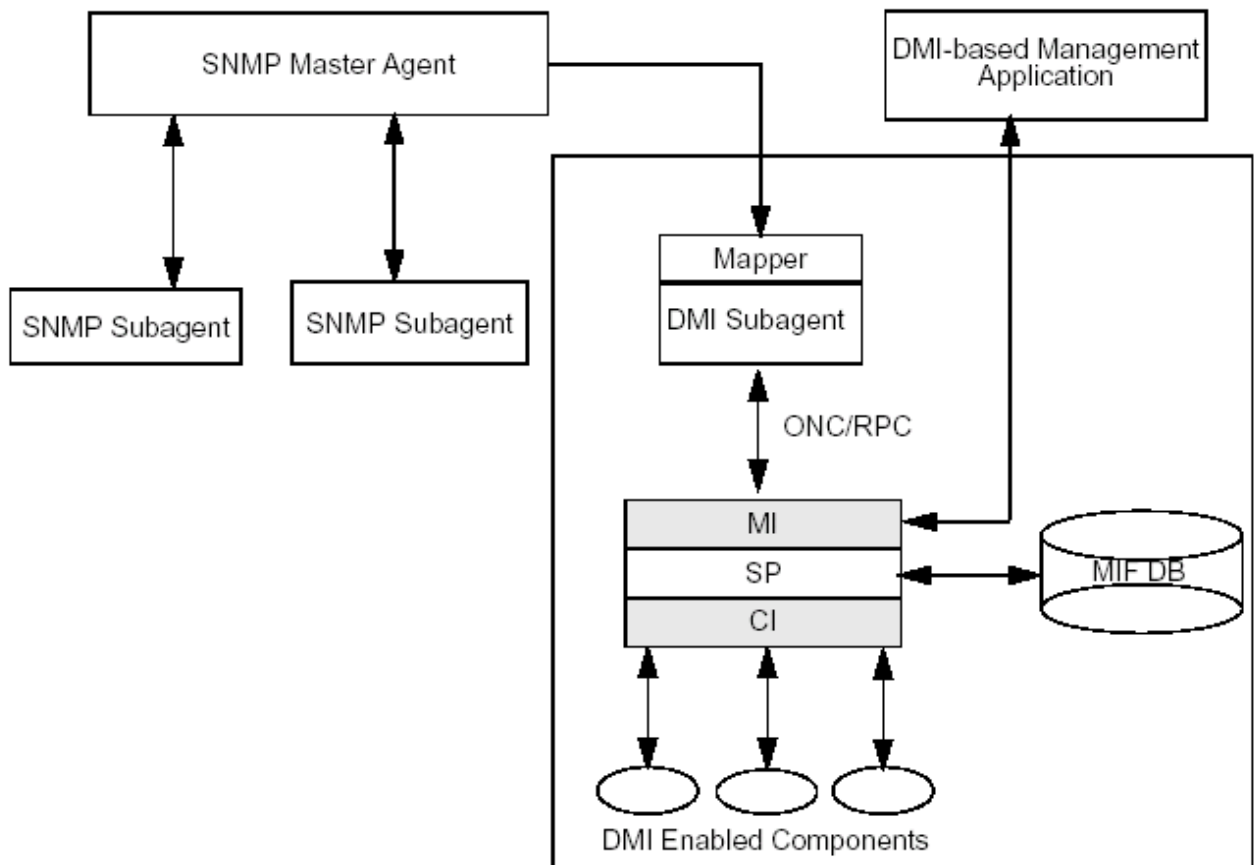 SNMP Master Agent
DMI-based Management
Application
Mapper
DMI Subagent
SNMP Subagent
SNMP Subagent
ONC/RPC
MI
SP
MIF DB
CI
DMI Enabled Components